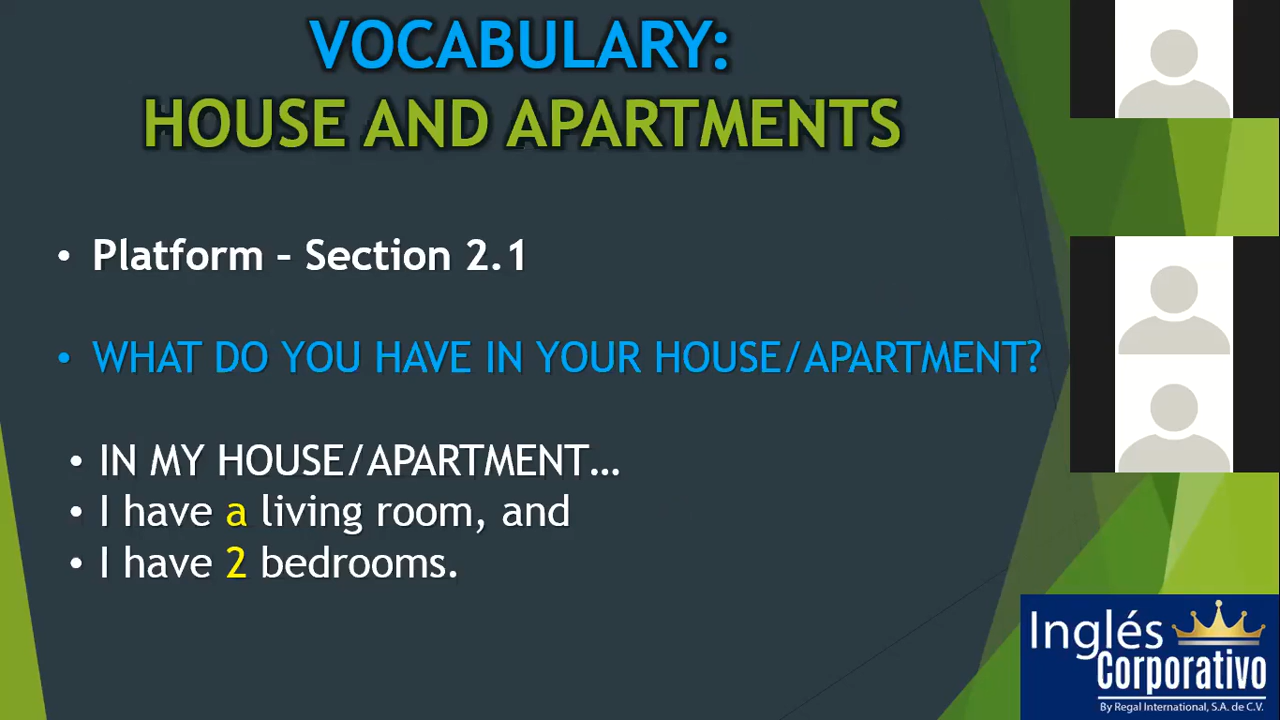 VOCABULARY:
HOUSE AND APARTMENTS
• Platform – Section 2.1
• WHAT DO YOU HAVE IN YOUR HOUSE/APARTMENT?
• IN MY HOUSE/APARTMENT…
• I have a living room, and
• I have 2 bedrooms.
Inglés
Corporativo
By Regal International, S.A. de C.V.